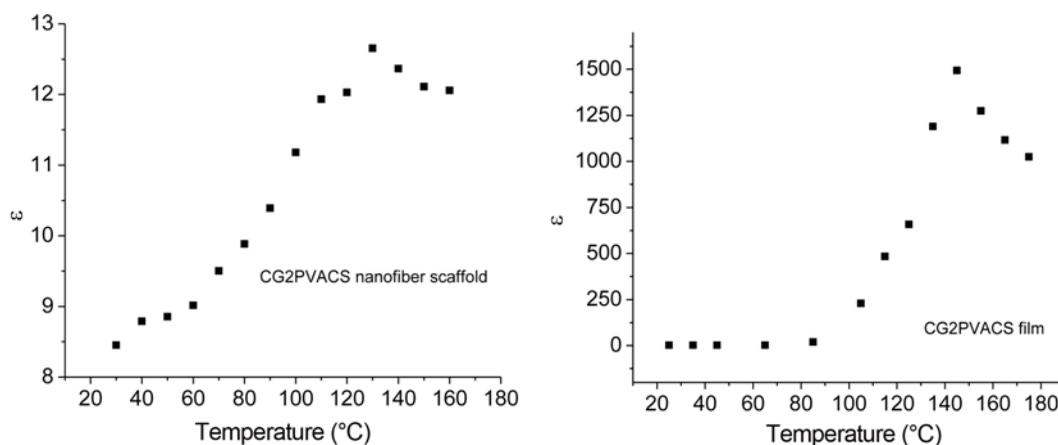 13
12
11
10
9
8
ε
CG2PVACS nanofiber scaffold
20 40 60 80 100 120 140 160 180
Temperature (°C)
1500
1250
1000
750
500
250
0
ε
CG2PVACS film
20 40 60 80 100 120 140 160 180
Temperature (°C)